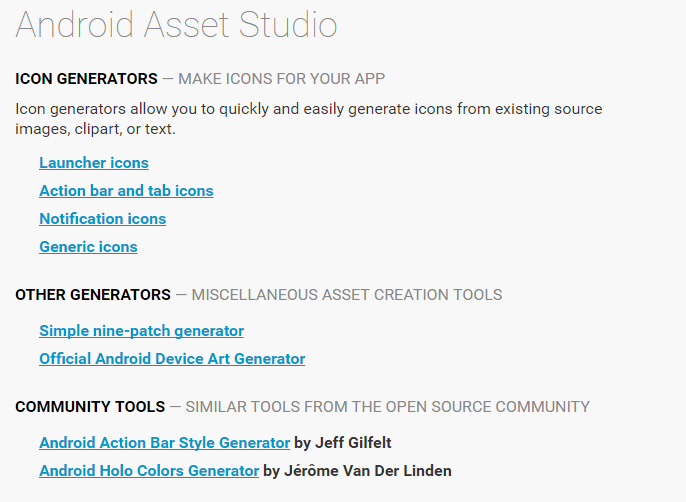 Android Asset Studio
ICON GENERATORS — MAKE ICONS FOR YOUR APP
Icon generators allow you to quickly and easily generate icons from existing source
images, clipart, or text.
Launcher icons
Action bar and tab icons
Notification icons
Generic icons
OTHER GENERATORS — MISCELLANEOUS ASSET CREATION TOOLS
Simple nine-patch generator
Official Android Device Art Generator
COMMUNITY TOOLS — SIMILAR TOOLS FROM THE OPEN SOURCE COMMUNITY
Android Action Bar Style Generator by Jeff Gilfelt
Android Holo Colors Generator by Jérôme Van Der Linden